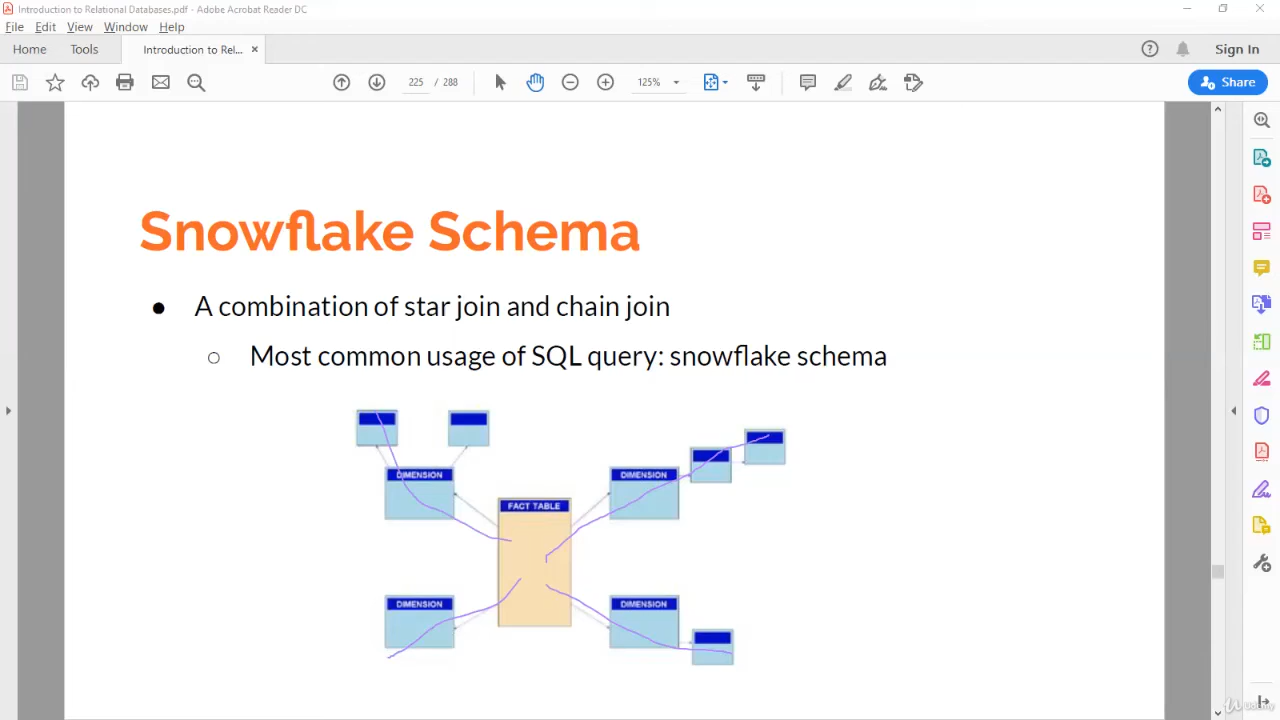 Introduction to Relational Databases.pdf - Adobe Acrobat Reader DC
File Edit View Window Help
Home Tools Introduction to Rel... × Sign In
225 / 288 125% Share
Snowflake Schema
● A combination of star join and chain join
○ Most common usage of SQL query: snowflake schema
DIMENSION DIMENSION
FACT TABLE
DIMENSION DIMENSION
Udemy